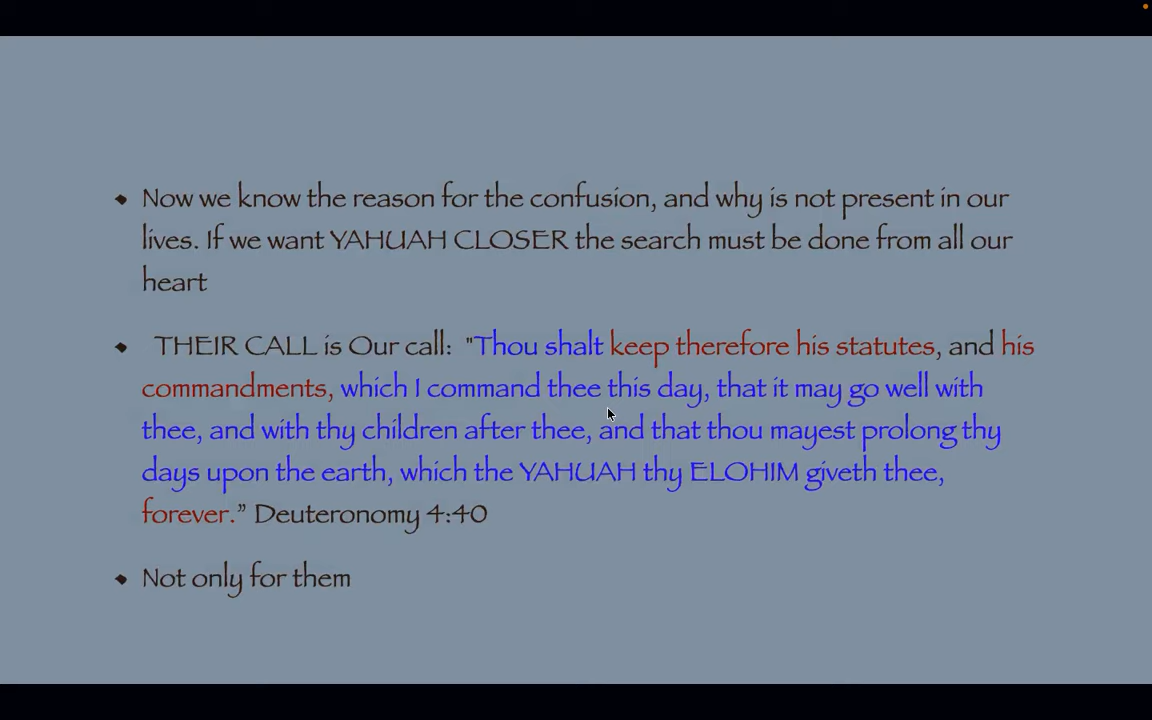 Now we know the reason for the confusion, and why is not present in our
lives. If we want YAHUAH CLOSER the search must be done from all our
heart
THEIR CALL is Our call: "Thou shalt keep therefore his statutes, and his
commandments, which I command thee this day, that it may go well with
thee, and with thy children after thee, and that thou mayest prolong thy
days upon the earth, which the YAHUAH thy ELOHIM giveth thee,
forever.” Deuteronomy 4:40
Not only for them